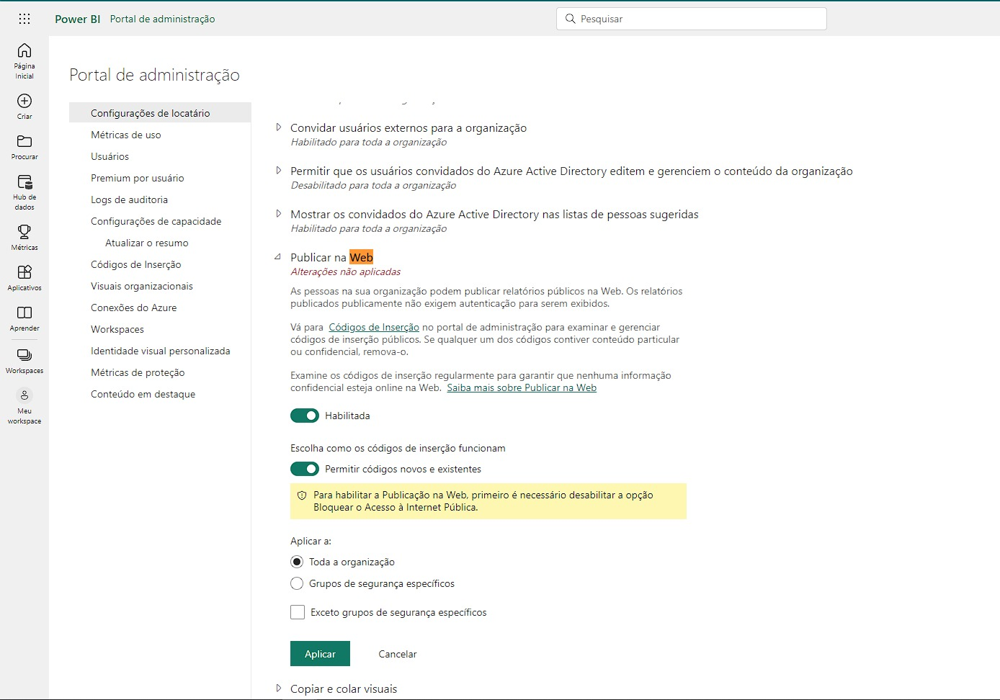 Power BI Portal de administração
Pesquisar
Página
Inicial
Criar
Procurar
Hub de
dados
Métricas
Aplicativos
Aprender
Workspaces
Meu
workspace
Portal de administração
Configurações de locatário
Métricas de uso
Usuários
Premium por usuário
Logs de auditoria
Configurações de capacidade
Atualizar o resumo
Códigos de Inserção
Visuais organizacionais
Conexões do Azure
Workspaces
Identidade visual personalizada
Métricas de proteção
Conteúdo em destaque
Convidar usuários externos para a organização
Habilitado para toda a organização
Permitir que os usuários convidados do Azure Active Directory editem e gerenciem o conteúdo da organização
Desabilitado para toda a organização
Mostrar os convidados do Azure Active Directory nas listas de pessoas sugeridas
Habilitado para toda a organização
Publicar na Web
Alterações não aplicadas
As pessoas na sua organização podem publicar relatórios públicos na Web. Os relatórios
publicados publicamente não exigem autenticação para serem exibidos.
Vá para Códigos de Inserção no portal de administração para examinar e gerenciar
códigos de inserção públicos. Se qualquer um dos códigos contiver conteúdo particular
ou confidencial, remova-o.
Examine os códigos de inserção regularmente para garantir que nenhuma informação
confidencial esteja online na Web. Saiba mais sobre Publicar na Web
Habilitada
Escolha como os códigos de inserção funcionam
Permitir códigos novos e existentes
Para habilitar a Publicação na Web, primeiro é necessário desabilitar a opção
Bloquear o Acesso à Internet Pública.
Aplicar a:
Toda a organização
Grupos de segurança específicos
Exceto grupos de segurança específicos
Aplicar Cancelar
Copiar e colar visuais